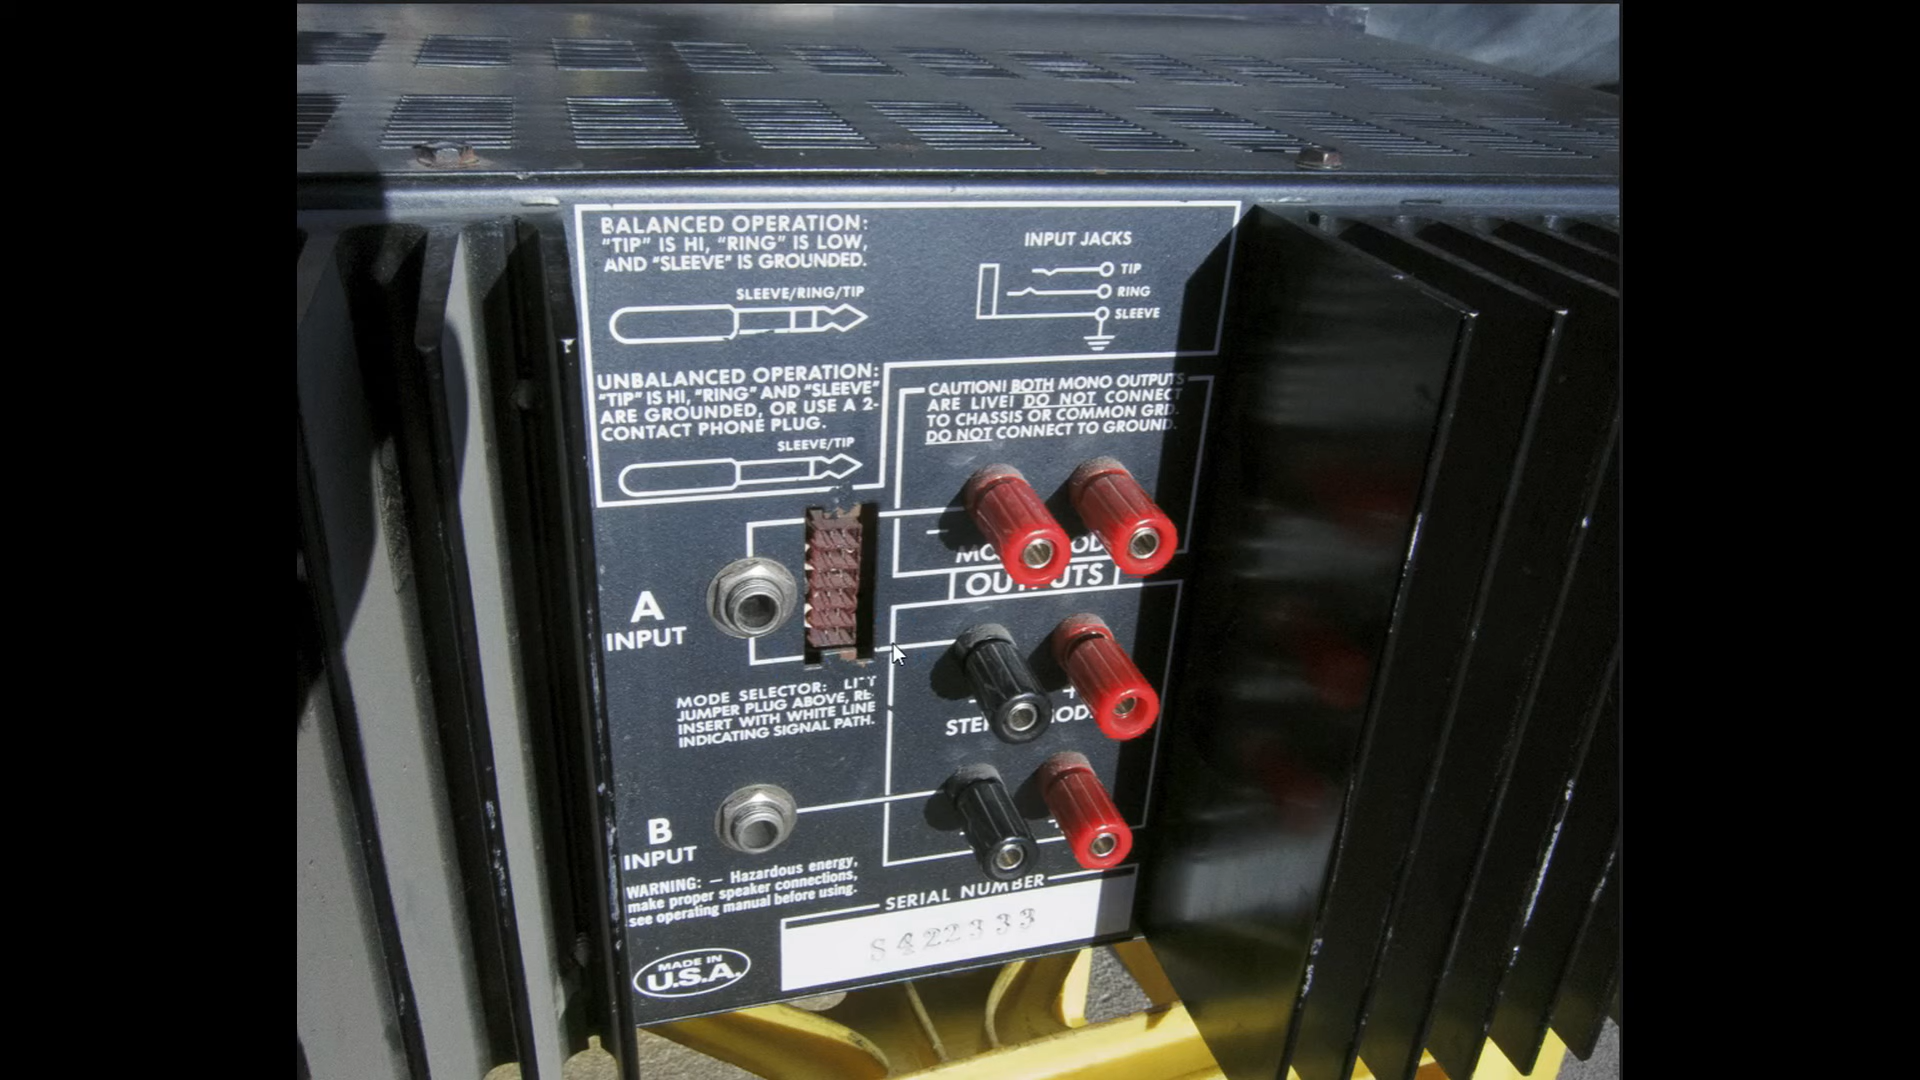 BALANCED OPERATION:
"TIP" IS HI, "RING" IS LOW,
AND "SLEEVE" IS GROUNDED.
SLEEVE/RING/TIP
INPUT JACKS
TIP
RING
SLEEVE
UNBALANCED OPERATION:
"TIP" IS HI, "RING" AND "SLEEVE"
ARE GROUNDED, OR USE A 2-
CONTACT PHONE PLUG.
SLEEVE/TIP
CAUTION! BOTH MONO OUTPUTS
ARE LIVE! DO NOT CONNECT
TO CHASSIS OR COMMON GRD.
DO NOT CONNECT TO GROUND.
OUTPUTS
A
INPUT
MODE SELECTOR: LIFT
JUMPER PLUG ABOVE, RE-
INSERT WITH WHITE LINE
INDICATING SIGNAL PATH.
B
INPUT
WARNING: — Hazardous energy,
make proper speaker connections,
see operating manual before using.
SERIAL NUMBER
S422333
MADE IN
U.S.A.